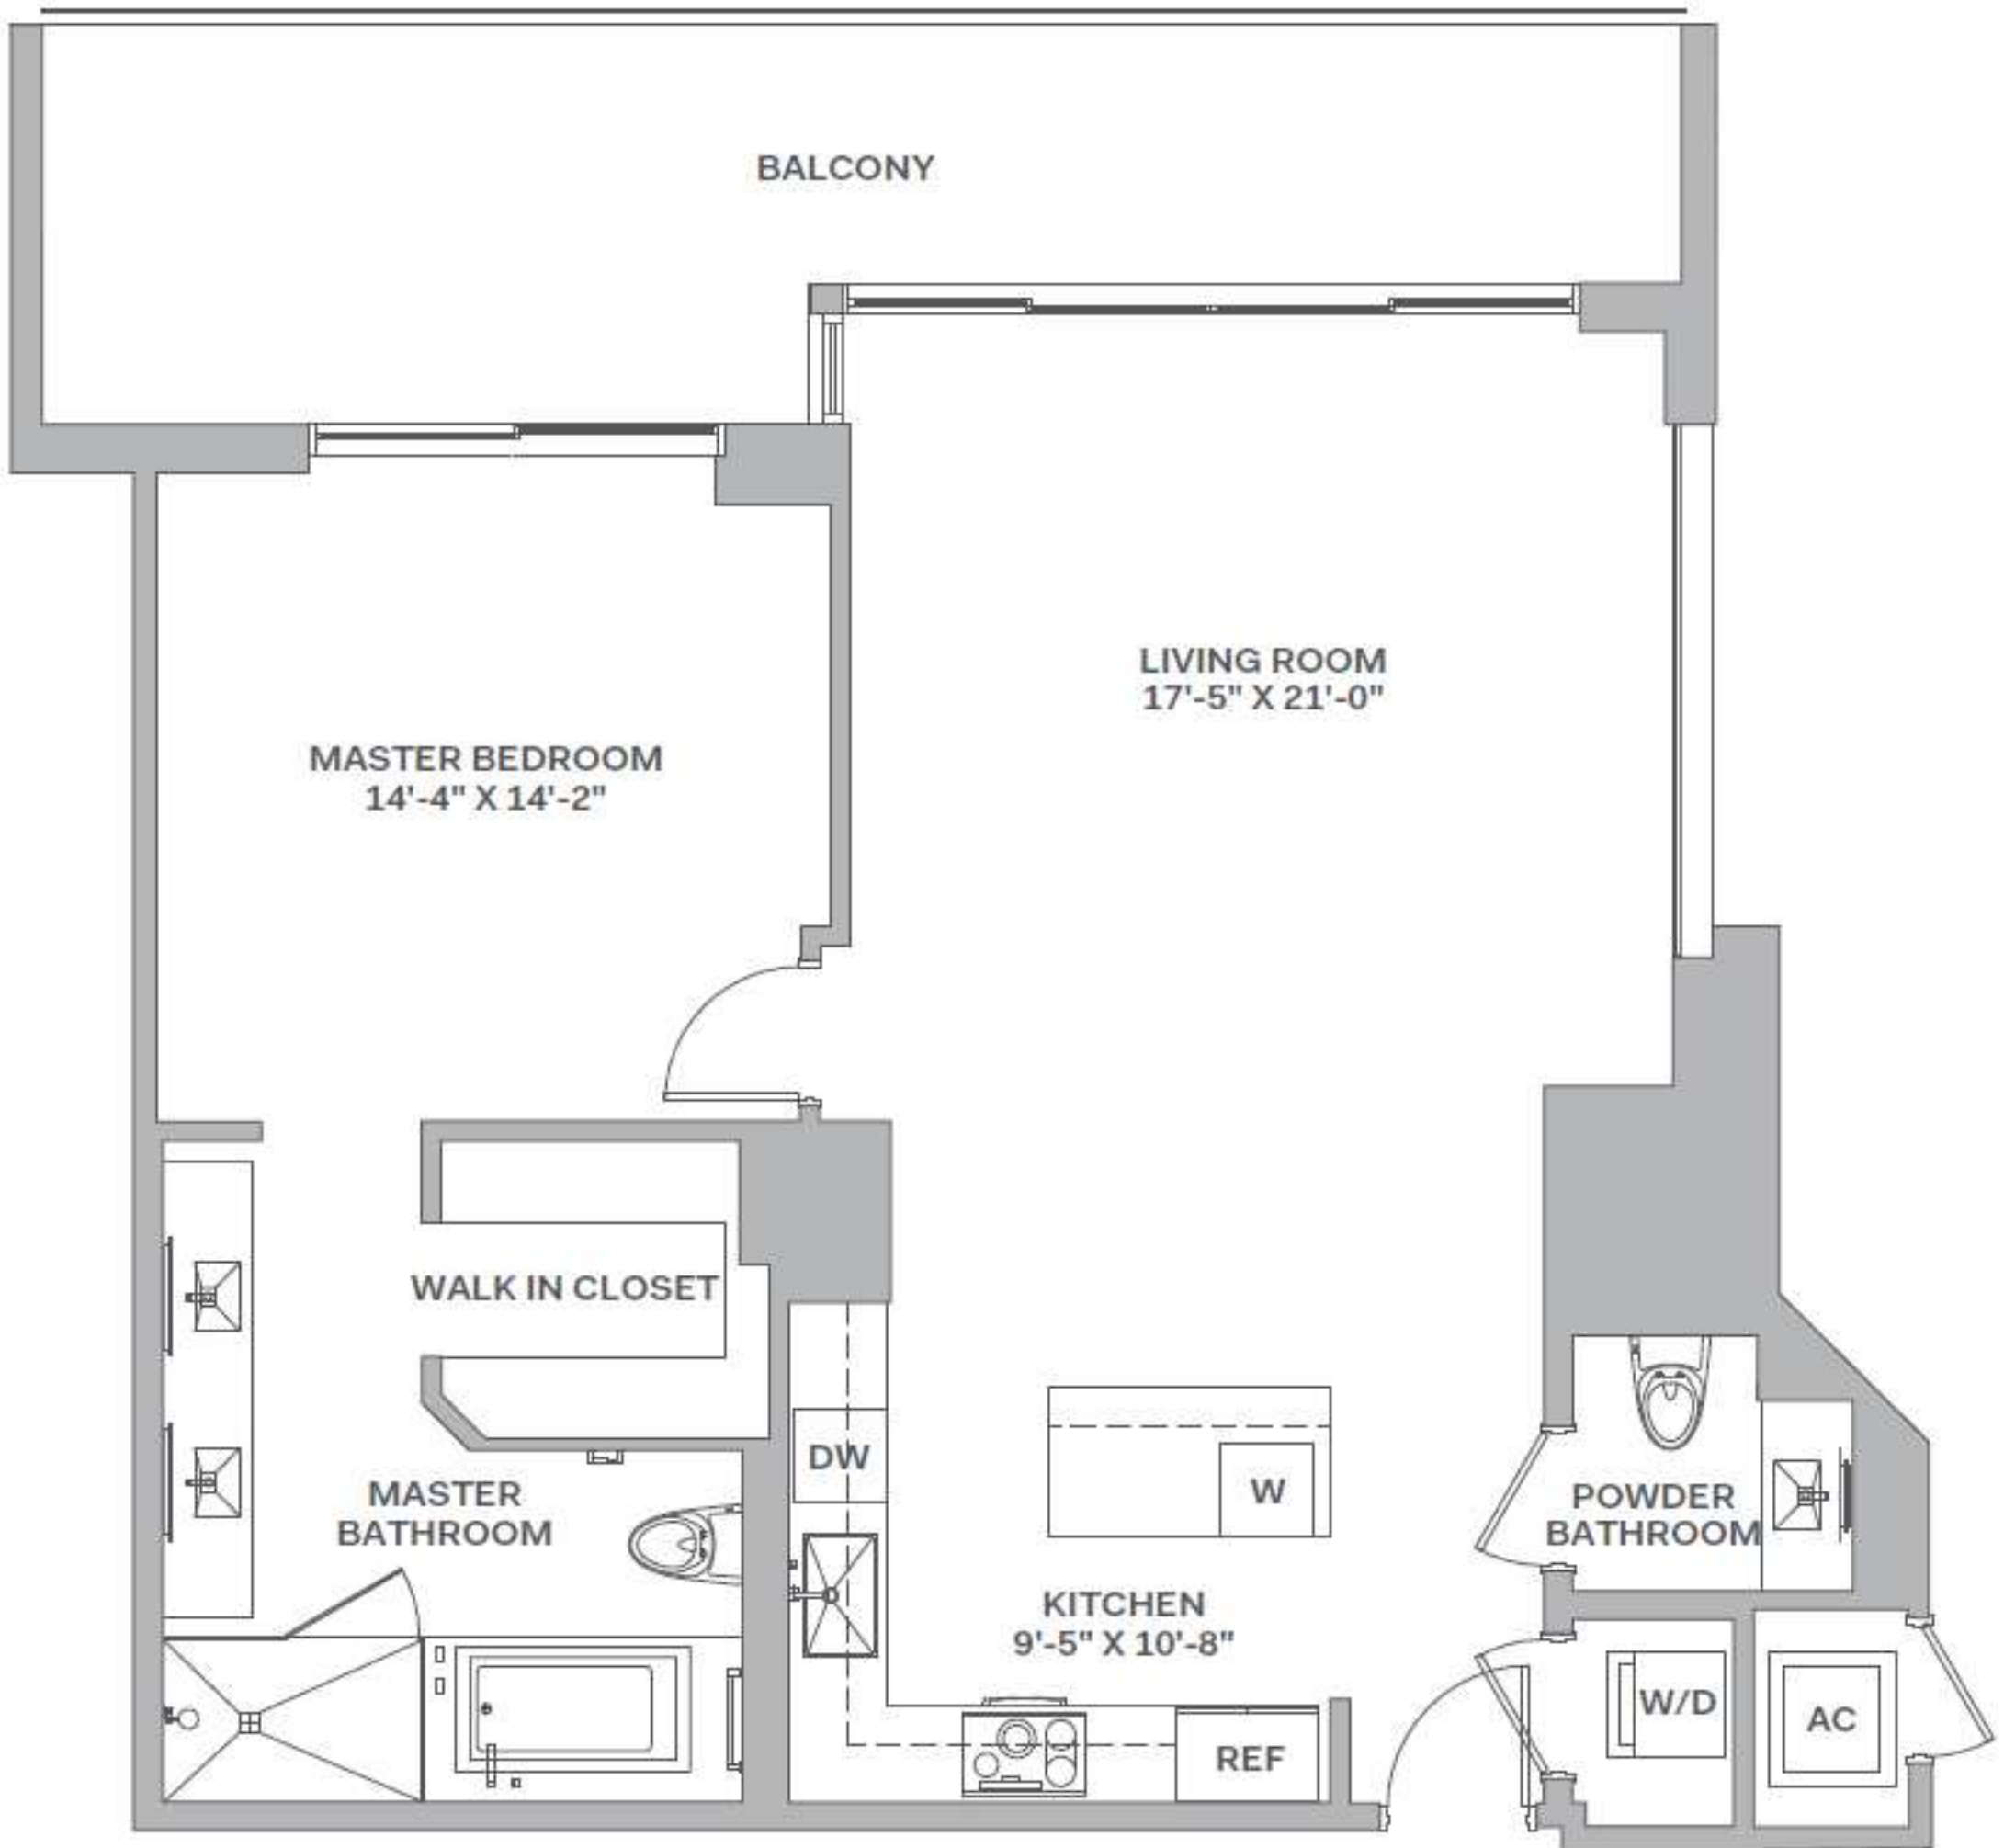 BALCONY
LIVING ROOM
17'-5" X 21'-0"
MASTER BEDROOM
14'-4" X 14'-2"
WALK IN CLOSET
DW
W
MASTER
BATHROOM
POWDER
BATHROOM
KITCHEN
9'-5" X 10'-8"
W/D
AC
REF